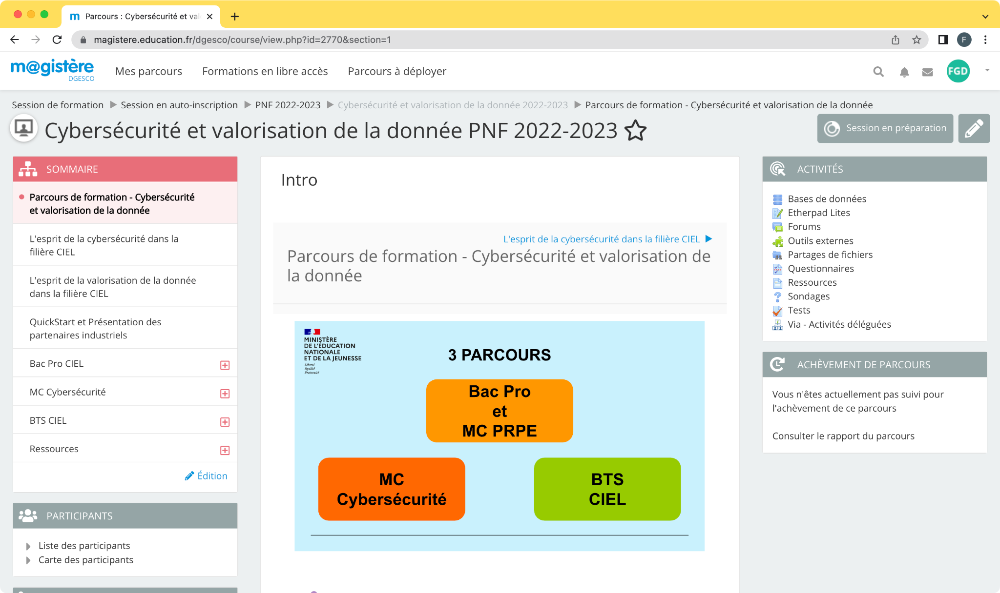 Parcours : Cybersécurité et val
magistere.education.fr/dgesco/course/view.php?id=2770&section=1
F
m@gistère
DGESCO
Mes parcours
Formations en libre accès
Parcours à déployer
FGD
Session de formation
Session en auto-inscription
PNF 2022-2023
Cybersécurité et valorisation de la donnée 2022-2023
Parcours de formation - Cybersécurité et valorisation de la donnée
Cybersécurité et valorisation de la donnée PNF 2022-2023
Session en préparation
SOMMAIRE
Parcours de formation - Cybersécurité
et valorisation de la donnée
L'esprit de la cybersécurité dans la
filière CIEL
L'esprit de la valorisation de la donnée
dans la filière CIEL
QuickStart et Présentation des
partenaires industriels
Bac Pro CIEL
MC Cybersécurité
BTS CIEL
Ressources
Édition
PARTICIPANTS
Liste des participants
Carte des participants
Intro
L'esprit de la cybersécurité dans la filière CIEL
Parcours de formation - Cybersécurité et valorisation de
la donnée
MINISTÈRE
DE L'ÉDUCATION
NATIONALE
ET DE LA JEUNESSE
Liberté
Égalité
Fraternité
3 PARCOURS
Bac Pro
et
MC PRPE
MC
Cybersécurité
BTS
CIEL
ACTIVITÉS
Bases de données
Etherpad Lites
Forums
Outils externes
Partages de fichiers
Questionnaires
Ressources
Sondages
Tests
Via - Activités déléguées
ACHÈVEMENT DE PARCOURS
Vous n'êtes actuellement pas suivi pour
l'achèvement de ce parcours
Consulter le rapport du parcours